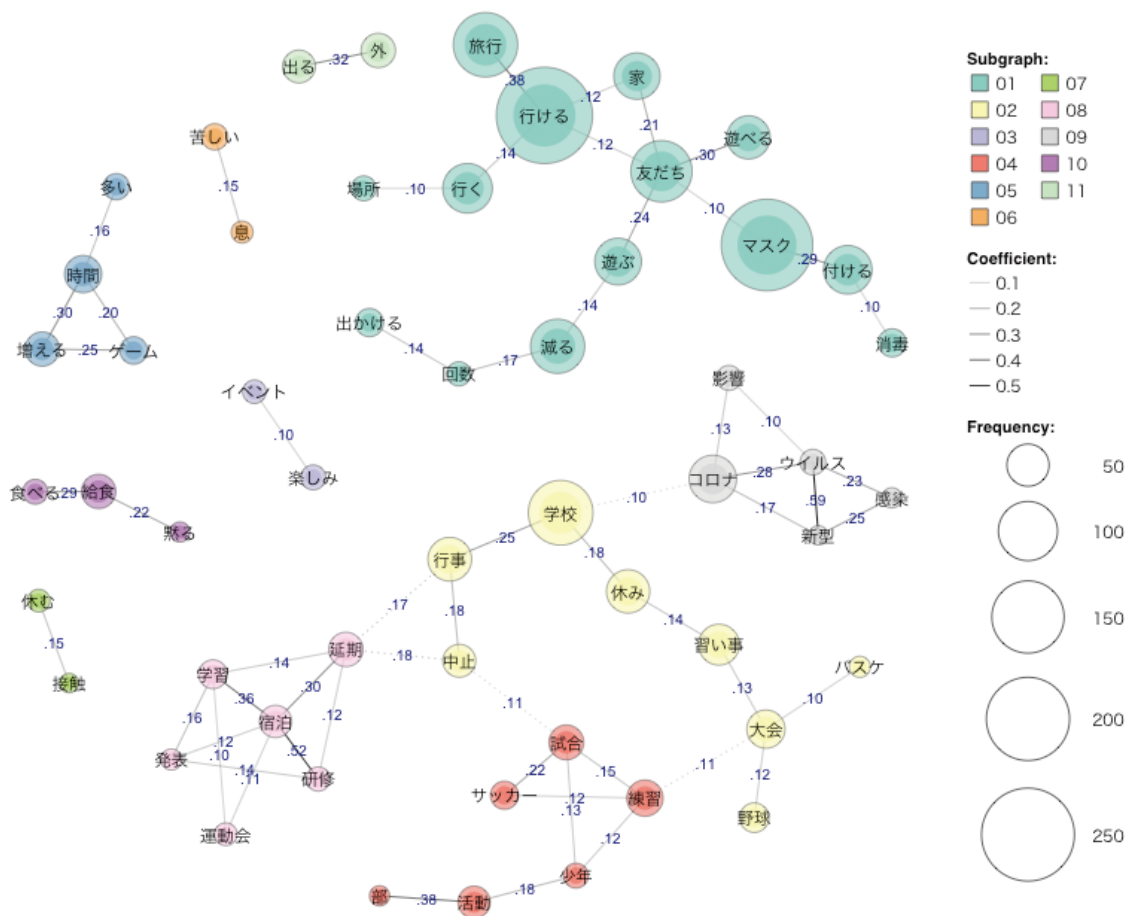 旅行
.38
行ける
.12
家
.21
.12
遊べる
.30
友だち
.14
行く
.10
場所
.10
マスク
.29
付ける
.10
消毒
.24
遊ぶ
.14
減る
.17
回数
.14
出かける
出る
.32
外
苦しい
.15
息
多い
.16
時間
.30
.20
増える
.25
ゲーム
イベント
.10
楽しみ
食べる
.29
給食
.22
黙る
休む
.15
接触
影響
.13
.10
コロナ
.28
ウイルス
.23
感染
.17
.59
.25
新型
.10
学校
.25
行事
.18
休み
.14
習い事
.13
大会
.10
バスケ
.12
野球
.17
.18
中止
.18
延期
.14
学習
.36
.30
宿泊
.12
.16
.12
.10
.52
発表
.14
.11
研修
運動会
.11
試合
.11
.22
.15
サッカー
.12
練習
.13
.12
少年
.18
活動
.38
部
Subgraph:
01
02
03
04
05
06
07
08
09
10
11
Coefficient:
0.1
0.2
0.3
0.4
0.5
Frequency:
50
100
150
200
250